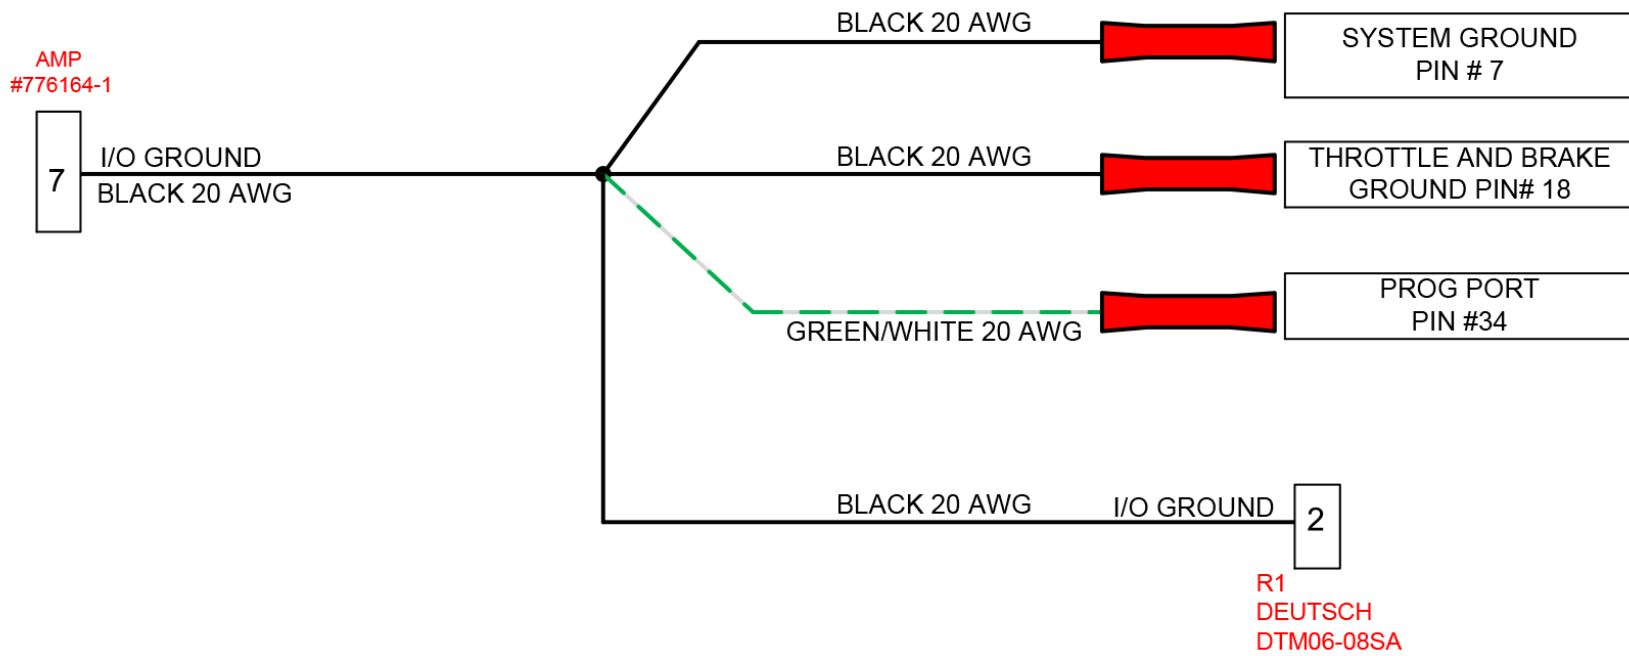 AMP
#776164-1
7
I/O GROUND
BLACK 20 AWG
BLACK 20 AWG
SYSTEM GROUND
PIN # 7
BLACK 20 AWG
THROTTLE AND BRAKE
GROUND PIN# 18
GREEN/WHITE 20 AWG
PROG PORT
PIN #34
BLACK 20 AWG
I/O GROUND
2
R1
DEUTSCH
DTM06-08SA